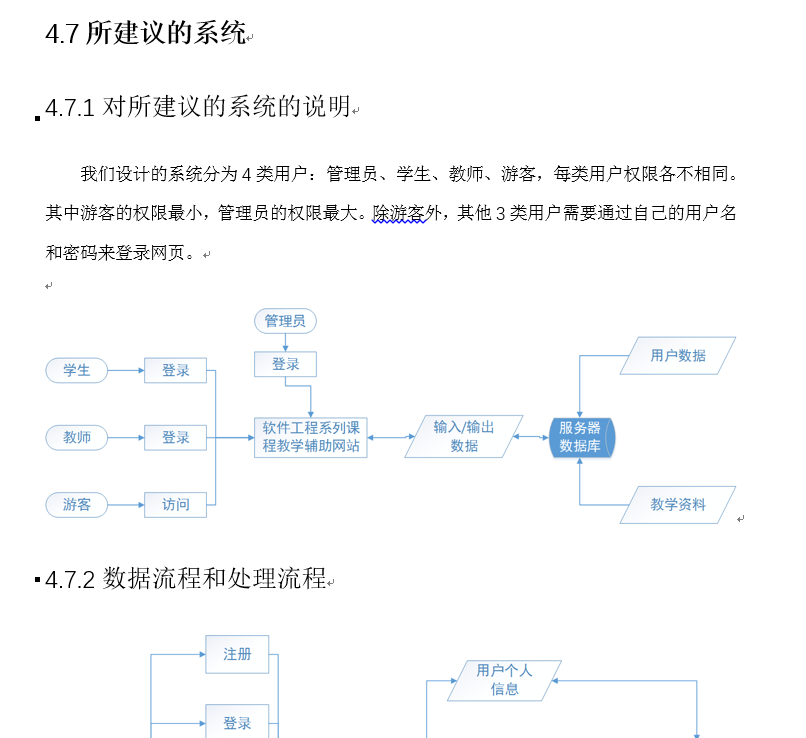 4.7 所建议的系统
4.7.1 对所建议的系统的说明
我们设计的系统分为 4 类用户：管理员、学生、教师、游客，每类用户权限各不相同。
其中游客的权限最小，管理员的权限最大。除游客外，其他 3 类用户需要通过自己的用户名
和密码来登录网页。
管理员
登录
学生
登录
教师
登录
游客
访问
软件工程系列课
程教学辅助网站
输入/输出
数据
服务器
数据库
用户数据
教学资料
4.7.2 数据流程和处理流程
注册
登录
用户个人
信息